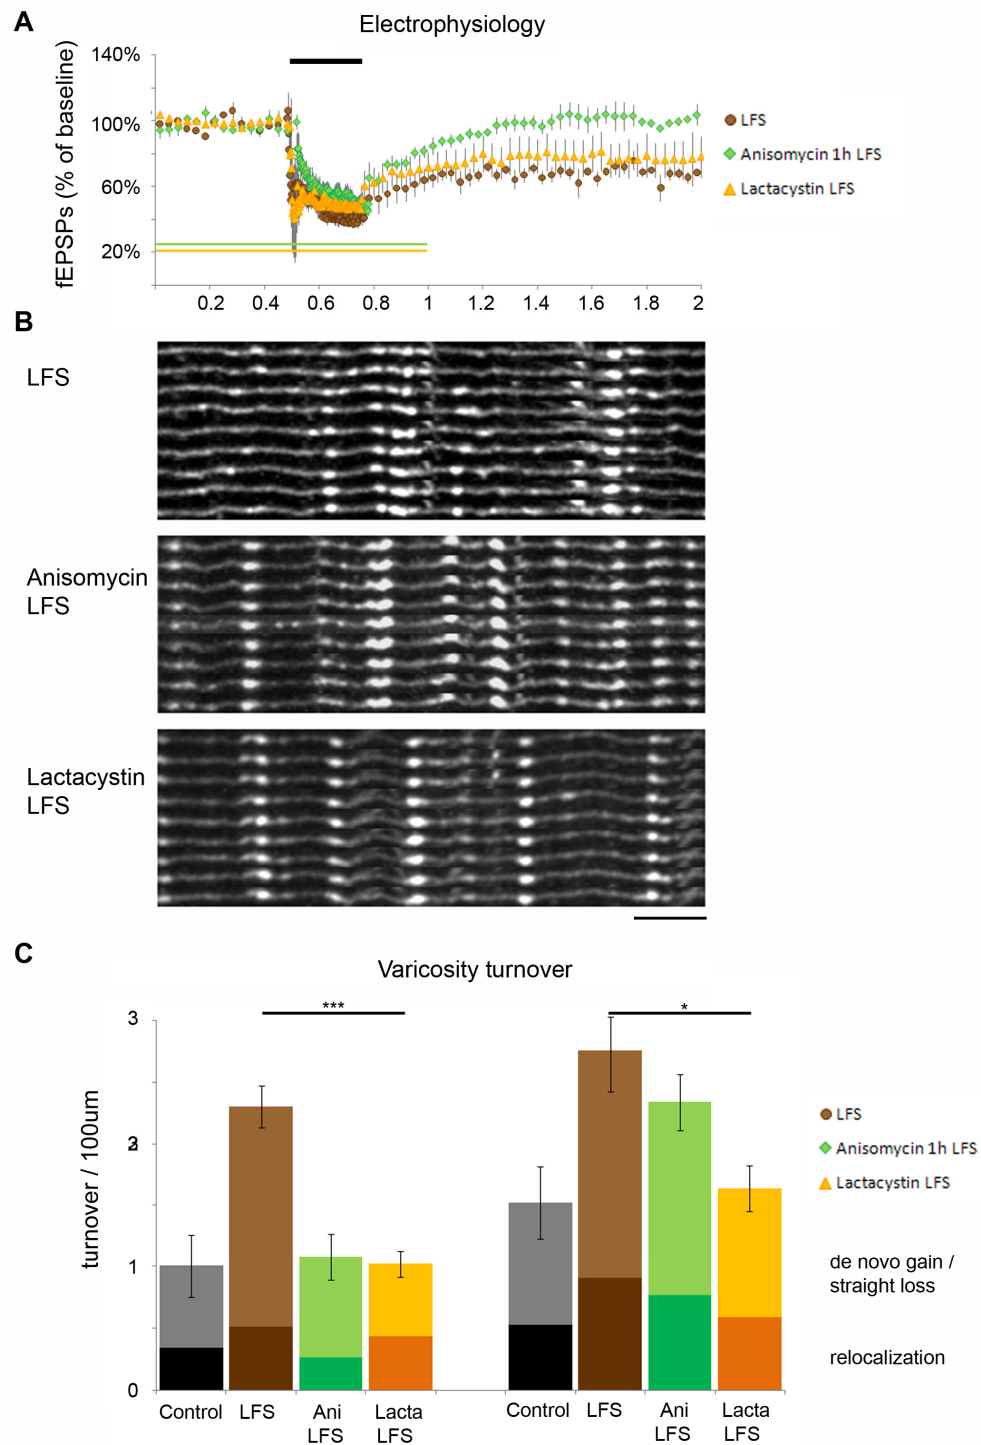 A
Electrophysiology
fEPSPs (% of baseline)
140%
100%
60%
20%
0.2 0.4 0.6 0.8 1 1.2 1.4 1.6 1.8 2
LFS
Anisomycin 1h LFS
Lactacystin LFS
B
LFS
Anisomycin
LFS
Lactacystin
LFS
C
Varicosity turnover
turnover / 100um
3
2
1
0
***
*
Control LFS Ani LFS Lacta LFS
Control LFS Ani LFS Lacta LFS
LFS
Anisomycin 1h LFS
Lactacystin LFS
de novo gain /
straight loss
relocalization